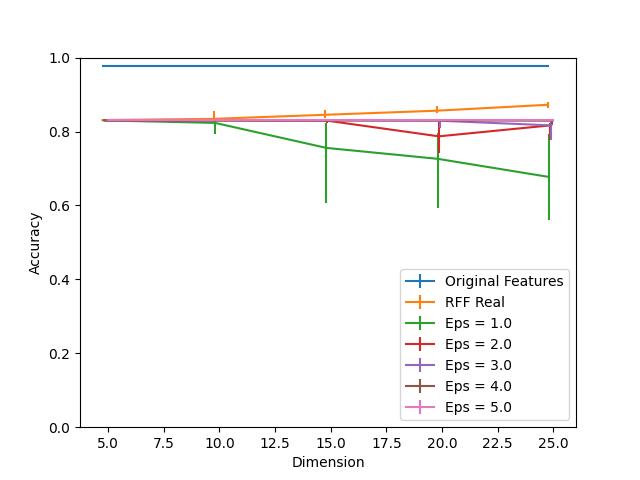 1.0
0.8
0.6
0.4
0.2
0.0
Accuracy
Original Features
RFF Real
Eps = 1.0
Eps = 2.0
Eps = 3.0
Eps = 4.0
Eps = 5.0
5.0 7.5 10.0 12.5 15.0 17.5 20.0 22.5 25.0
Dimension